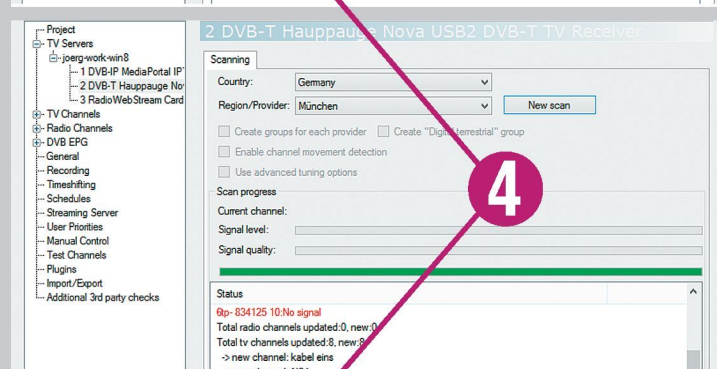 2 DVB-T Hauppauge Nova USB2 DVB-T TV Receiver
Project
TV Servers
joerg-work-win8
1 DVB-IP MediaPortal IP
2 DVB-T Hauppauge No
3 RadioWebStream Card
TV Channels
Radio Channels
DVB EPG
General
Recording
Timeshifting
Schedules
Streaming Server
User Priorities
Manual Control
Test Channels
Plugins
Import/Export
Additional 3rd party checks
Scanning
Country: Germany
Region/Provider: München New scan
Create groups for each provider Create "Digital terrestrial" group
Enable channel movement detection
Use advanced tuning options
Scan progress
Current channel:
Signal level:
Signal quality:
4
Status
6tp- 834125 10:No signal
Total radio channels updated:0, new:0
Total tv channels updated:8, new:8
-> new channel: kabel eins